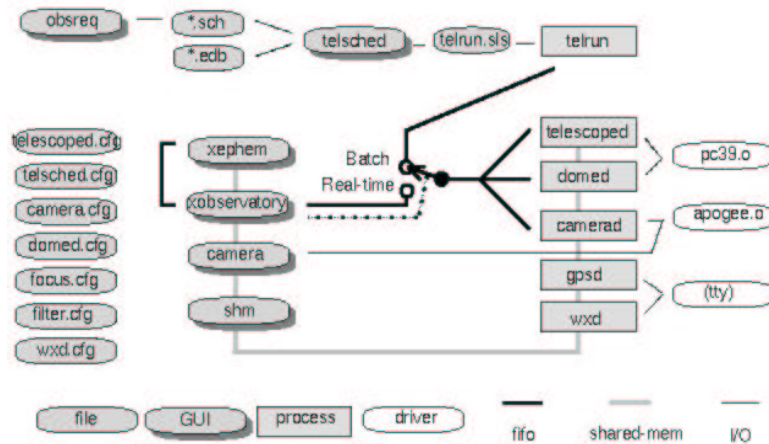 obsreq
*.sch
*.edb
telsched
telrun.sls
telrun
telescoped.cfg
telsched.cfg
camera.cfg
domed.cfg
focus.cfg
filter.cfg
wxd.cfg
xephem
xobservatory
camera
shm
Batch
Real-time
telescoped
domed
camerad
gpsd
wxd
pc39.o
apogee.o
(tty)
file
GUI
process
driver
fifo
shared-mem
I/O